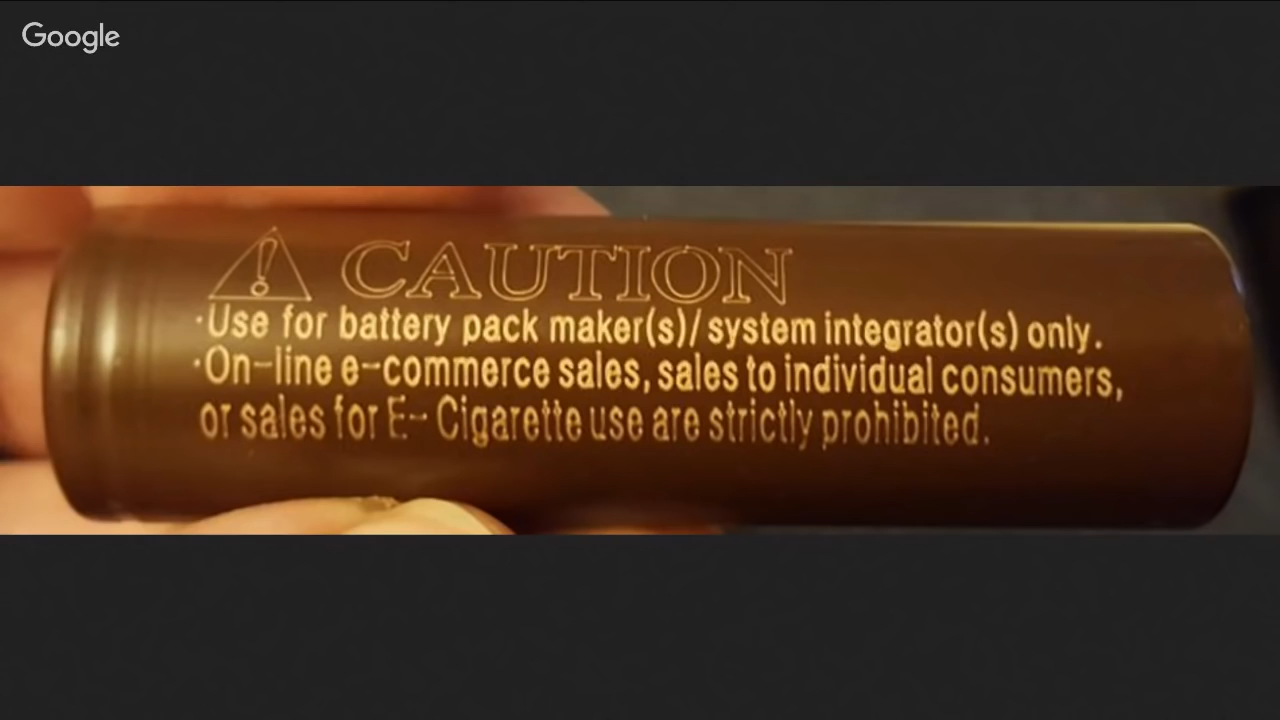 Google
CAUTION
·Use for battery pack maker(s)/ system integrator(s) only.
·On-line e-commerce sales, sales to individual consumers,
or sales for E- Cigarette use are strictly prohibited.